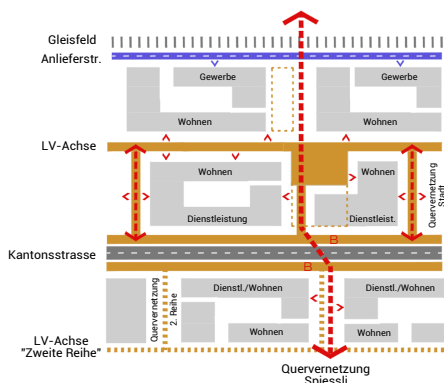 Gleisfeld
Anlieferstr.
Gewerbe
Gewerbe
Wohnen
Wohnen
LV-Achse
Wohnen
Wohnen
Quervernetzung
Stadt
Dienstleistung
Dienstleist.
B
Kantonsstrasse
B
Quervernetzung
2. Reihe
Dienstl./Wohnen
Dienstl./Wohnen
Wohnen
Wohnen
LV-Achse
"Zweite Reihe"
Quervernetzung
Spiessli